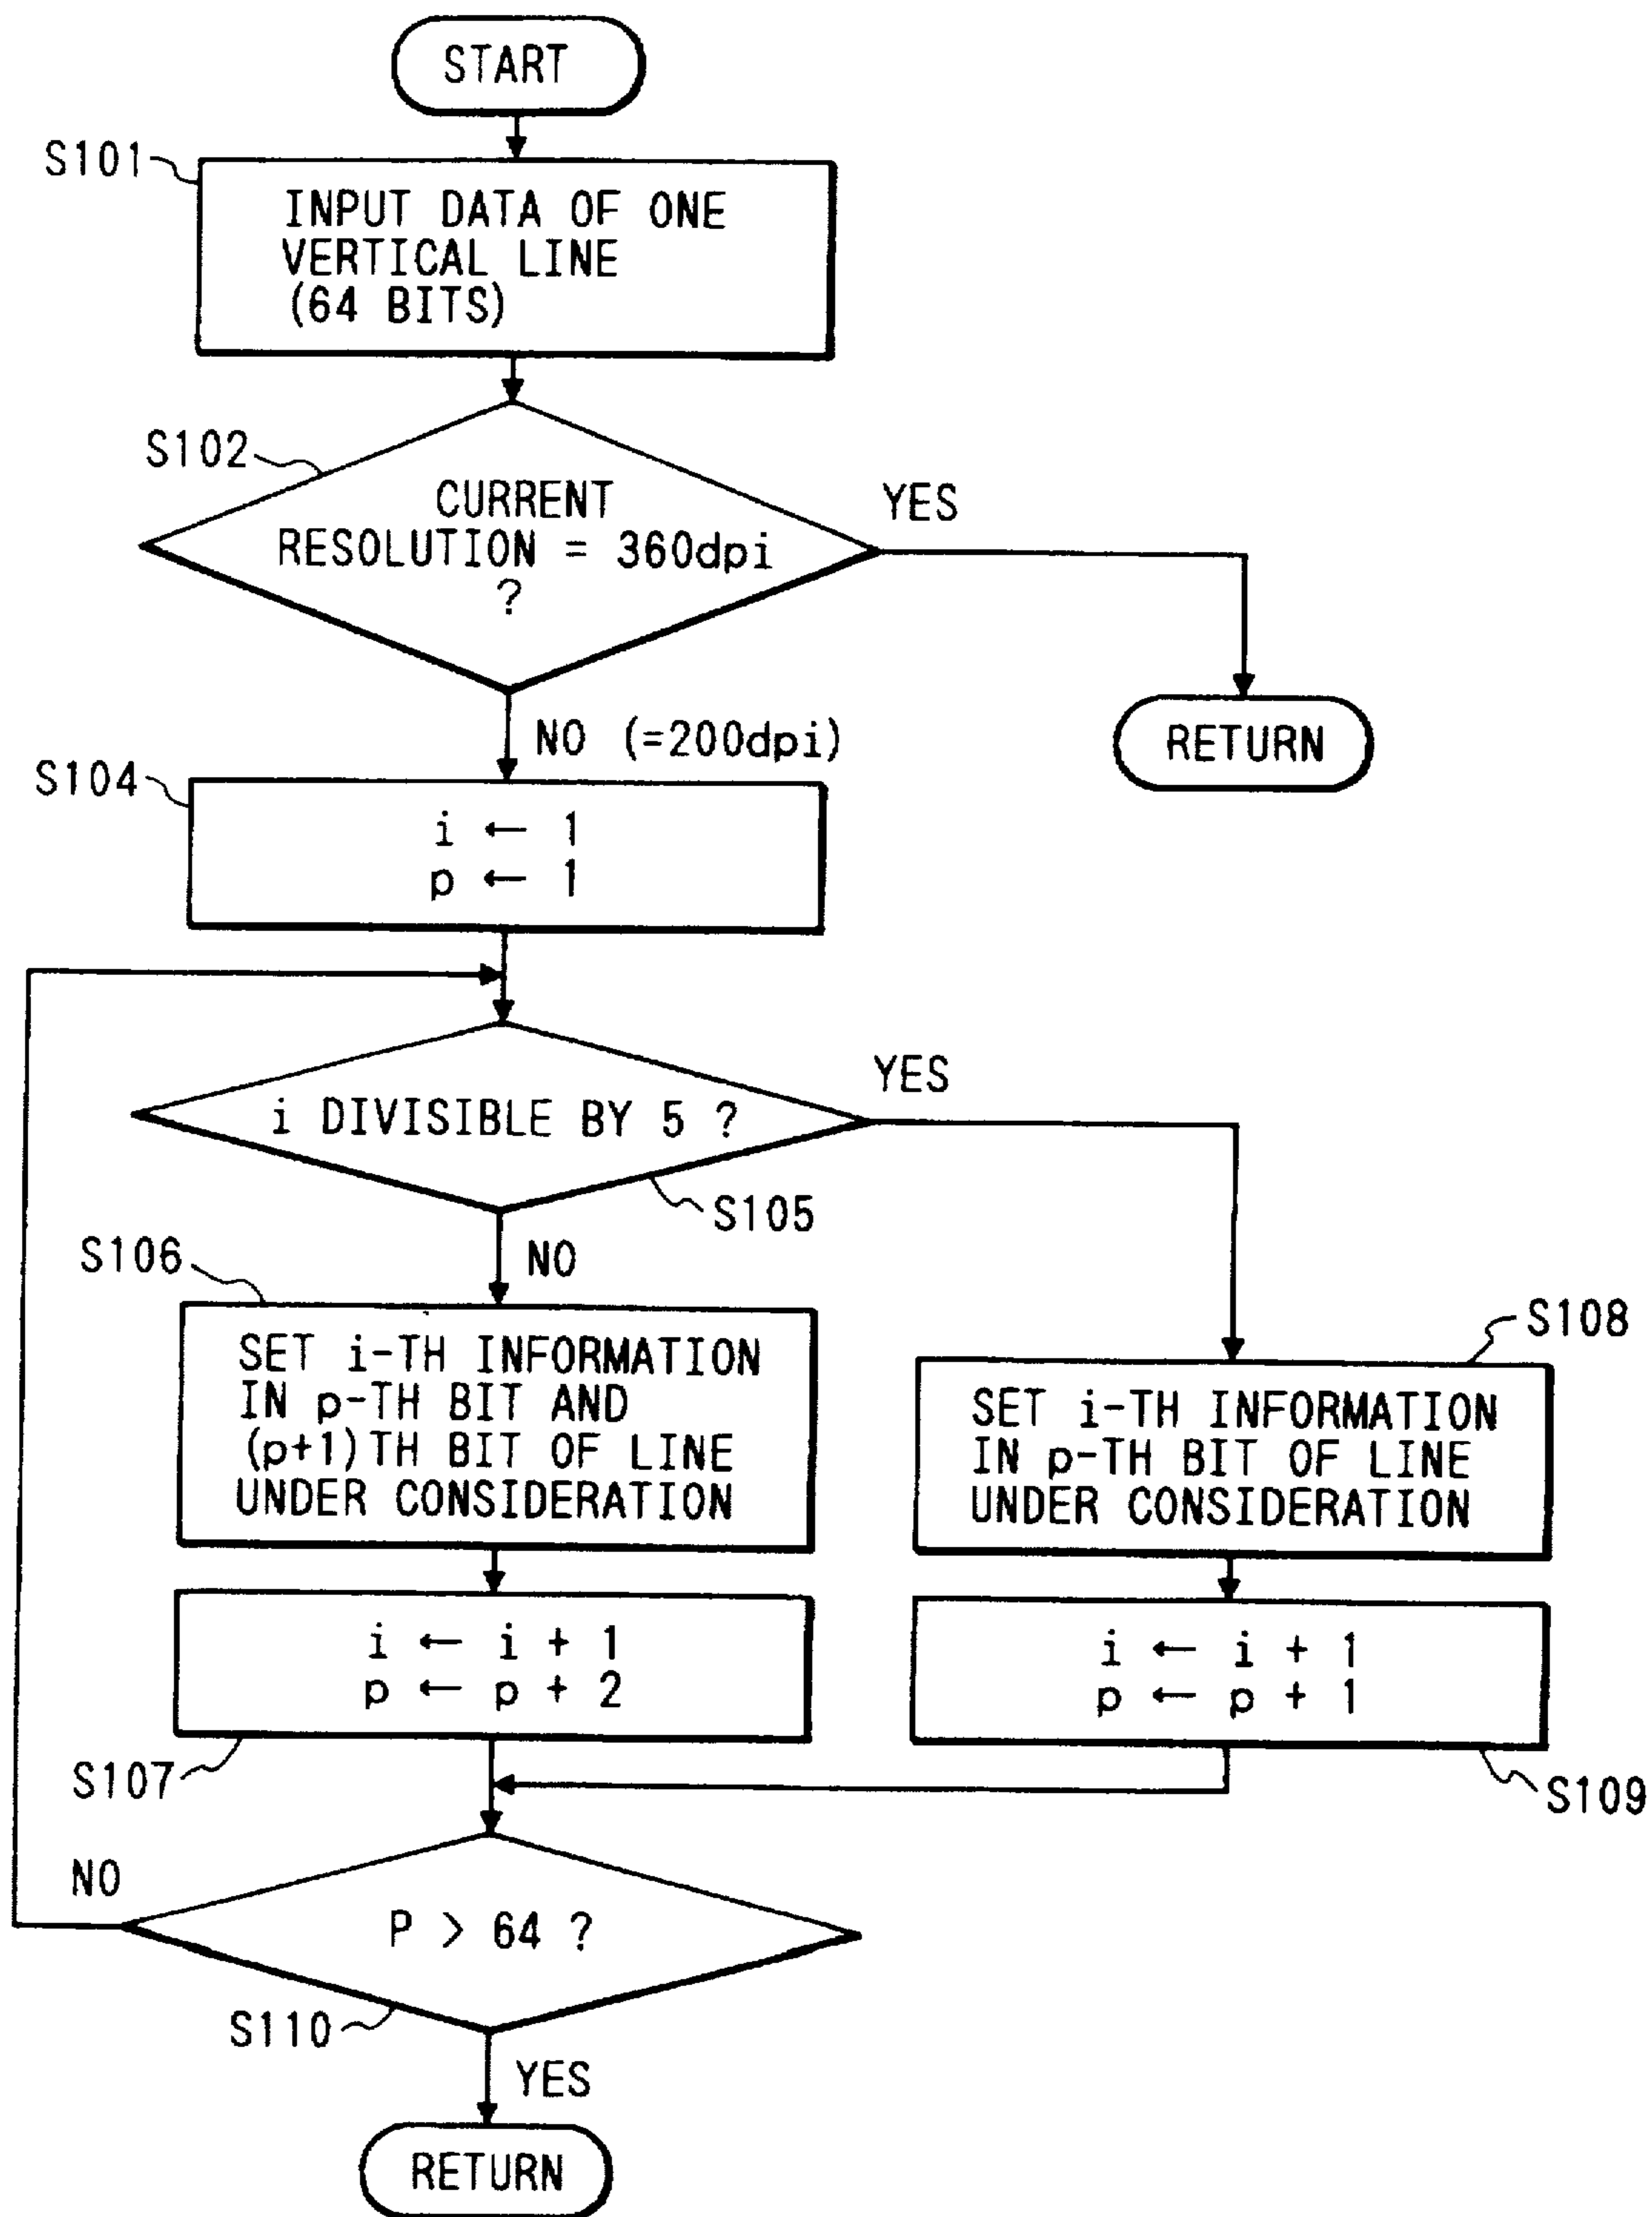 START
S101
INPUT DATA OF ONE
VERTICAL LINE
(64 BITS)
S102
CURRENT
RESOLUTION = 360dpi
?
YES
RETURN
NO (=200dpi)
S104
i ← 1
p ← 1
i DIVISIBLE BY 5 ?
YES
S105
NO
S106
SET i-TH INFORMATION
IN p-TH BIT AND
(p+1)TH BIT OF LINE
UNDER CONSIDERATION
S108
SET i-TH INFORMATION
IN p-TH BIT OF LINE
UNDER CONSIDERATION
i ← i + 1
p ← p + 2
S107
i ← i + 1
p ← p + 1
S109
NO
P > 64 ?
S110
YES
RETURN